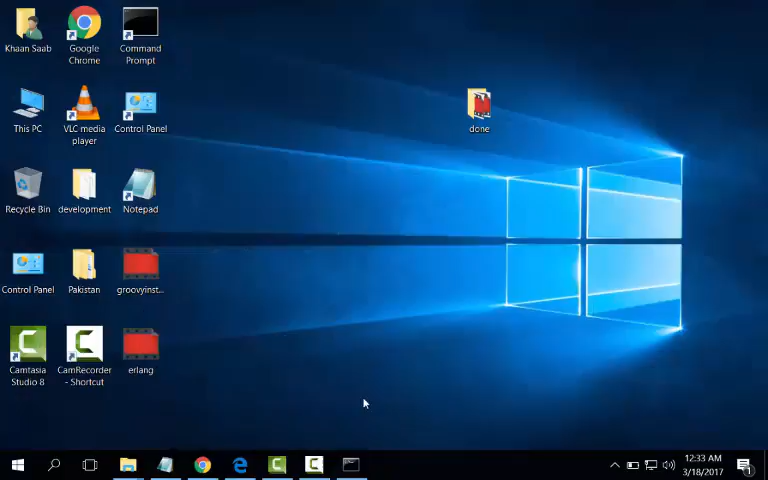 Khaan Saab
Google
Chrome
Command
Prompt
This PC
VLC media
player
Control Panel
done
Recycle Bin
development
Notepad
Control Panel
Pakistan
groovyinst...
Camtasia
Studio 8
CamRecorder
- Shortcut
erlang
12:33 AM
3/18/2017
1